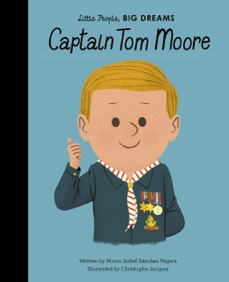 Little People, BIG DREAMS
Captain Tom Moore
Written by Maria Isabel Sánchez Vegara
Illustrated by Christophe Jacques